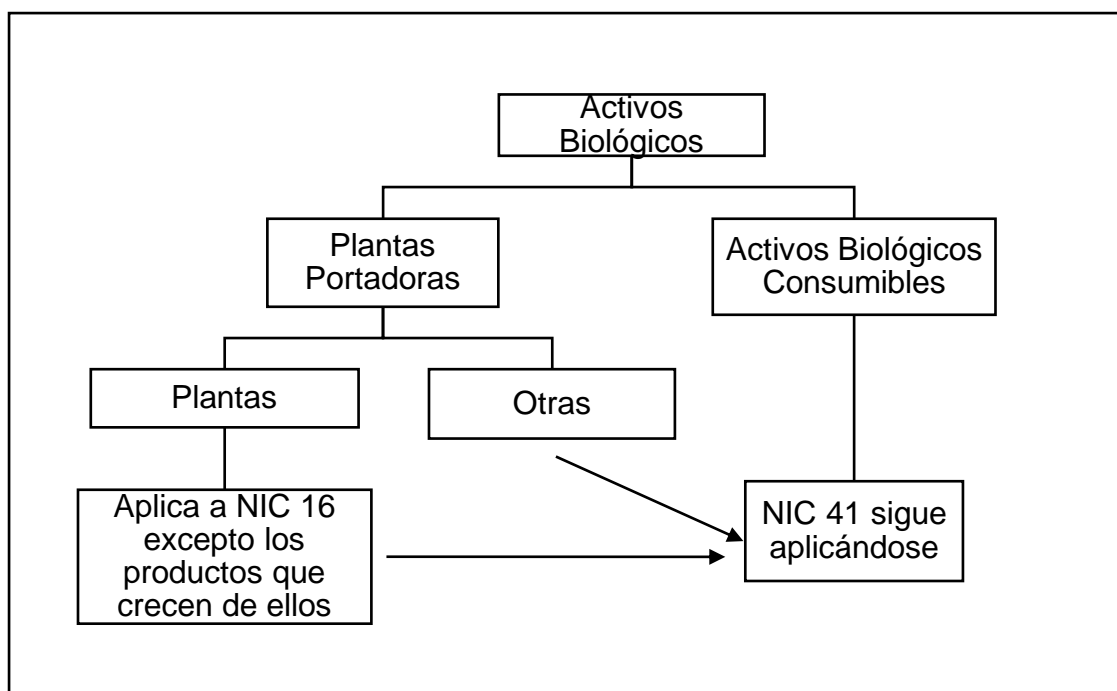 Activos
Biológicos
Plantas
Portadoras
Activos Biológicos
Consumibles
Plantas
Otras
Aplica a NIC 16
excepto los
productos que
crecen de ellos
NIC 41 sigue
aplicándose